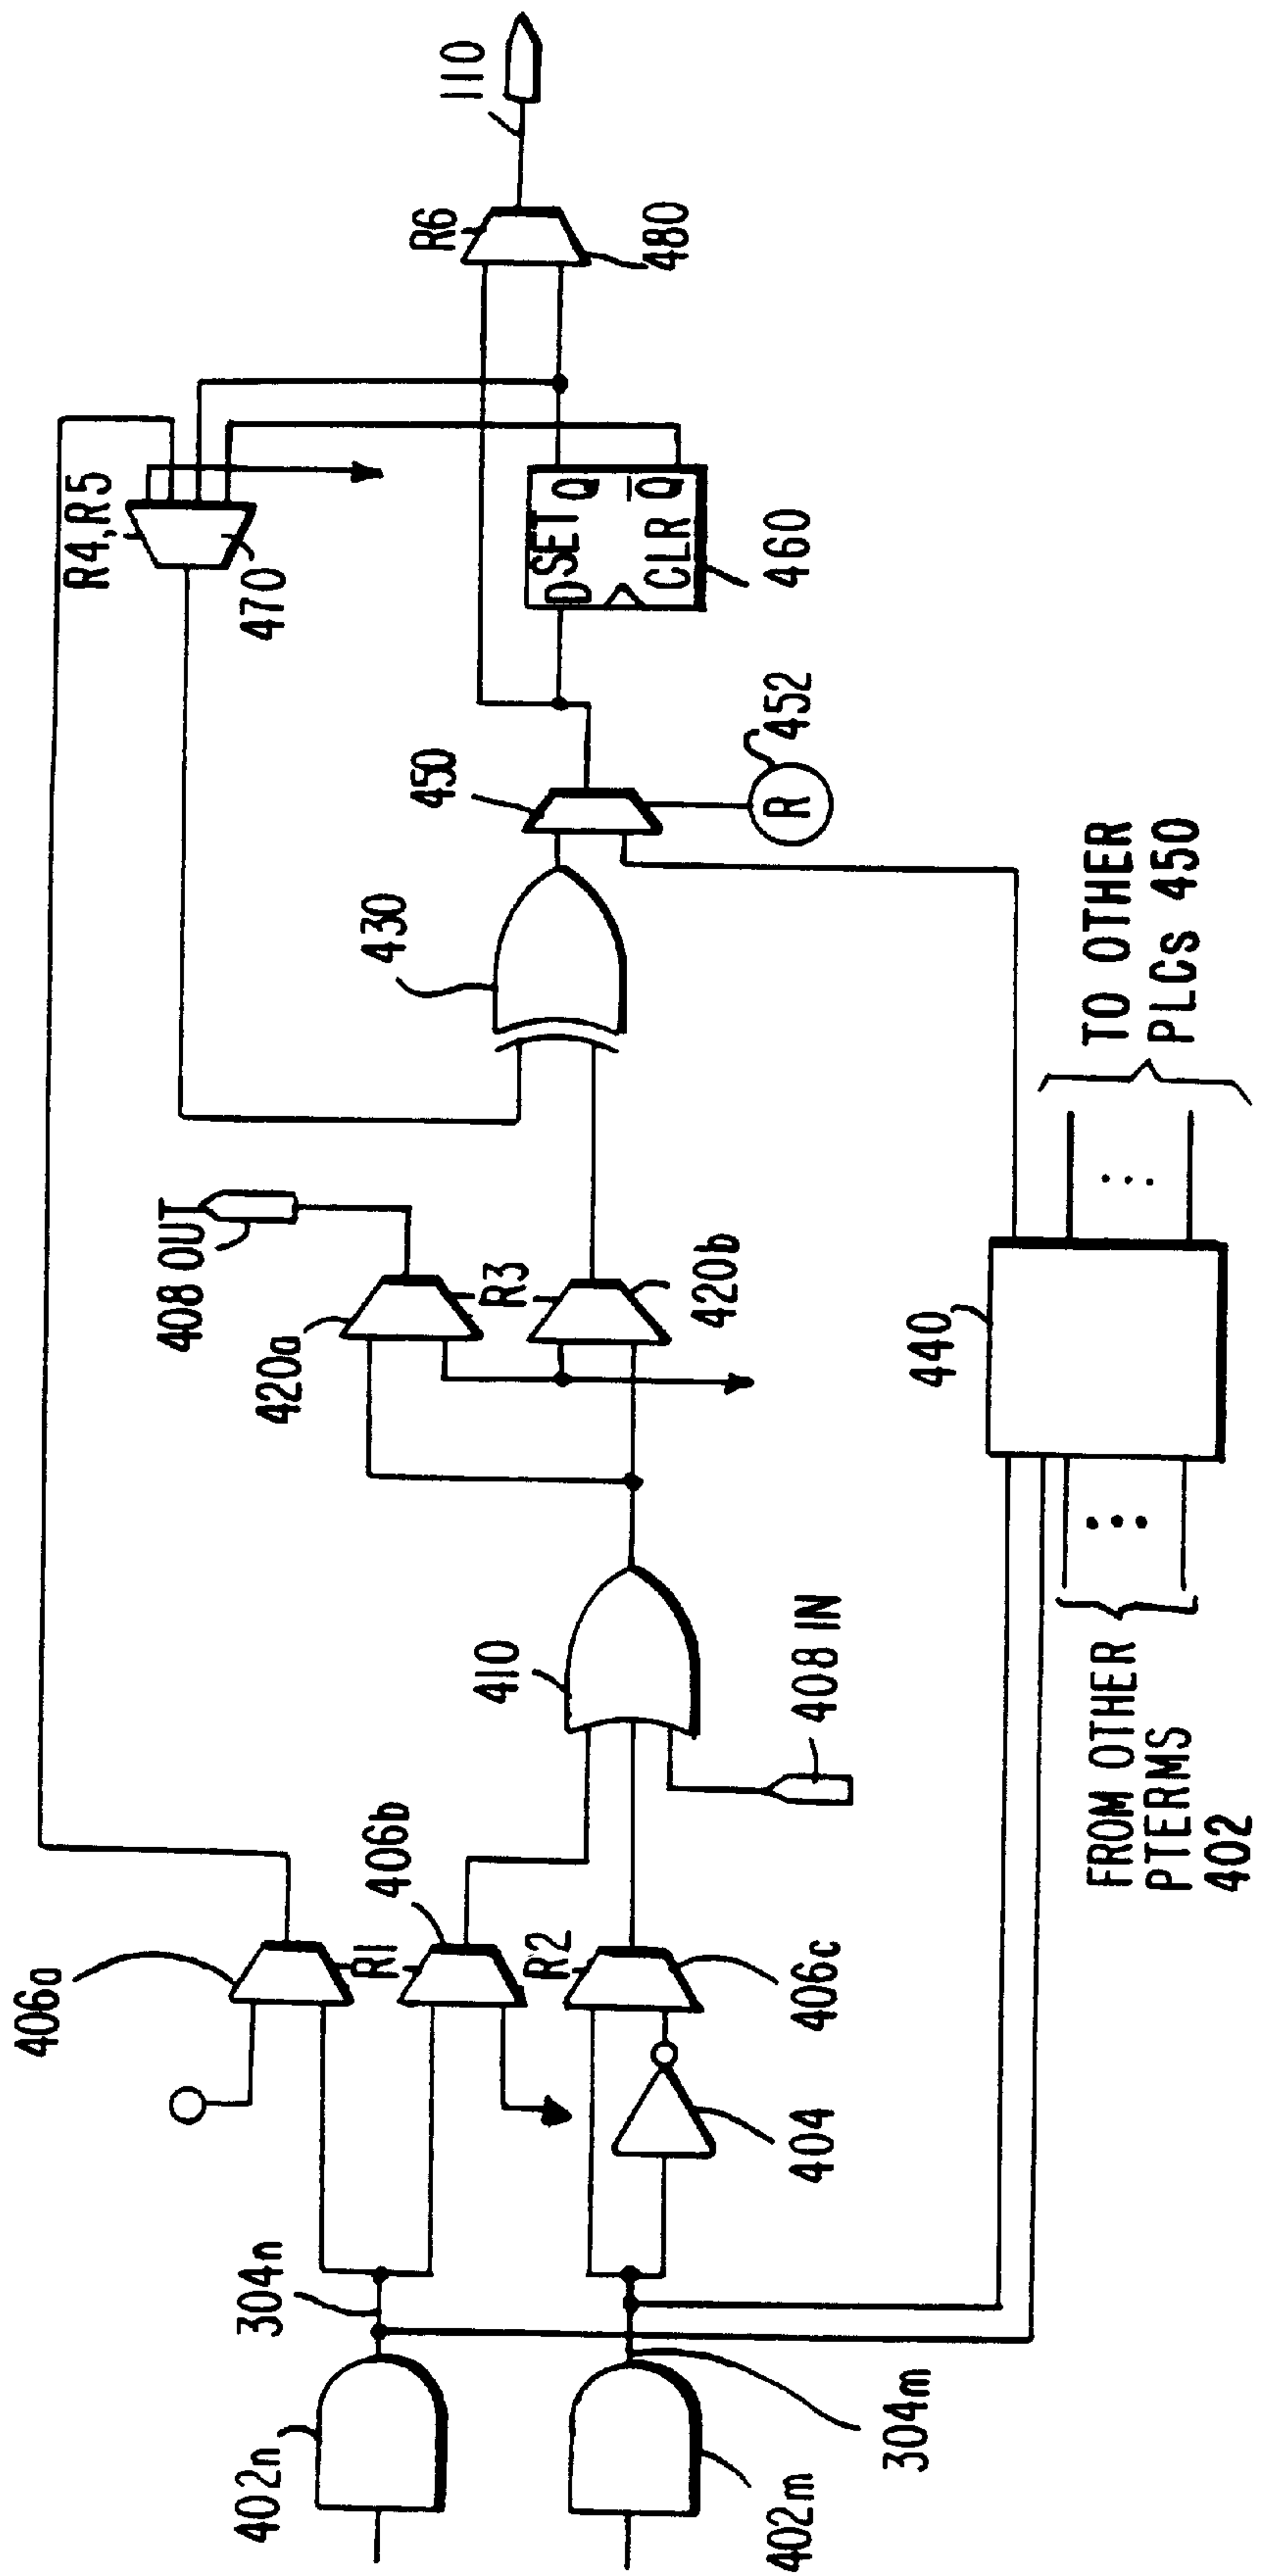 406a
R4,R5
470
408 OUT
420a
R3
420b
430
450
R6
110
480
D
SET
Q
CLR
Q
460
452
R
402n
304n
R1
406b
R2
406c
404
410
408 IN
402m
304m
440
FROM OTHER
PTERMS
402
TO OTHER
PLCs 450